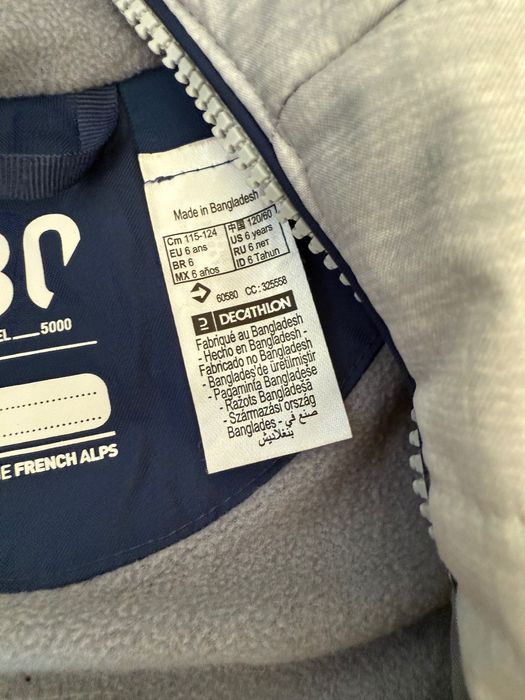 Made in Bangladesh
Cm 115-124
EU 6 ans
BR 6
MX 6 años
中国 120/60
US 6 years
RU 6 лет
ID 6 Tahun
60580 CC: 325558
DECATHLON
Fabriqué au Bangladesh
- Hecho en Bangladesh -
Fabricado no Bangladesh
- Bangladeş'de üretilmiştir
- Pagaminta Bangladeše
- Ražots Bangladešā
- Származási ország
Banglades - صنع في
بنغلاديش
5000
FRENCH ALPS